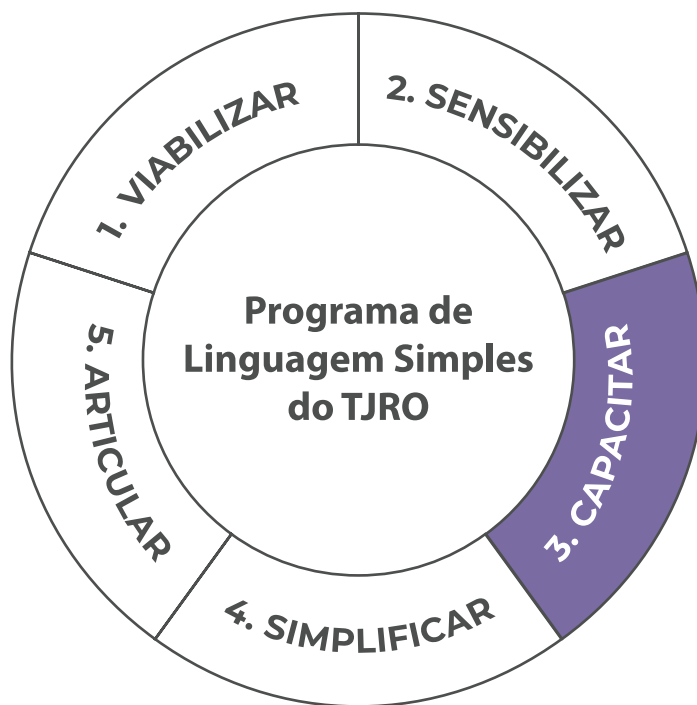 1. VIABILIZAR
2. SENSIBILIZAR
3. CAPACITAR
4. SIMPLIFICAR
5. ARTICULAR
Programa de
Linguagem Simples
do TJRO